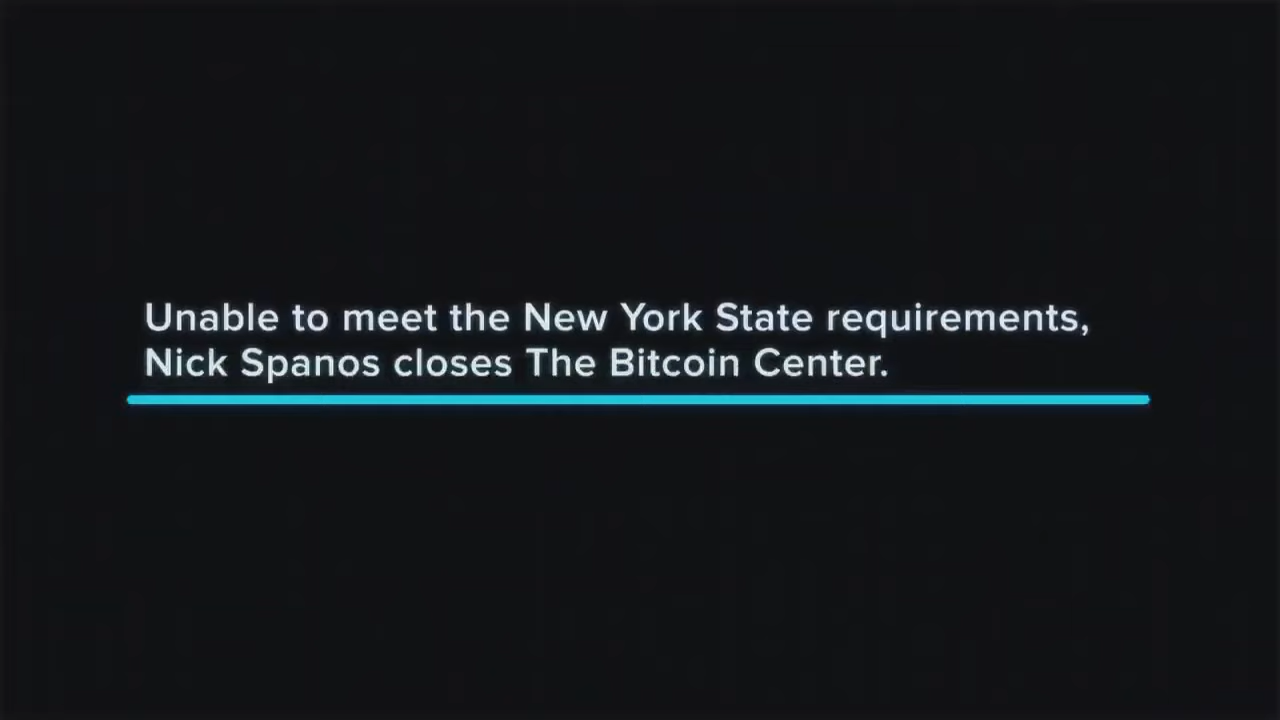 Unable to meet the New York State requirements,
Nick Spanos closes The Bitcoin Center.